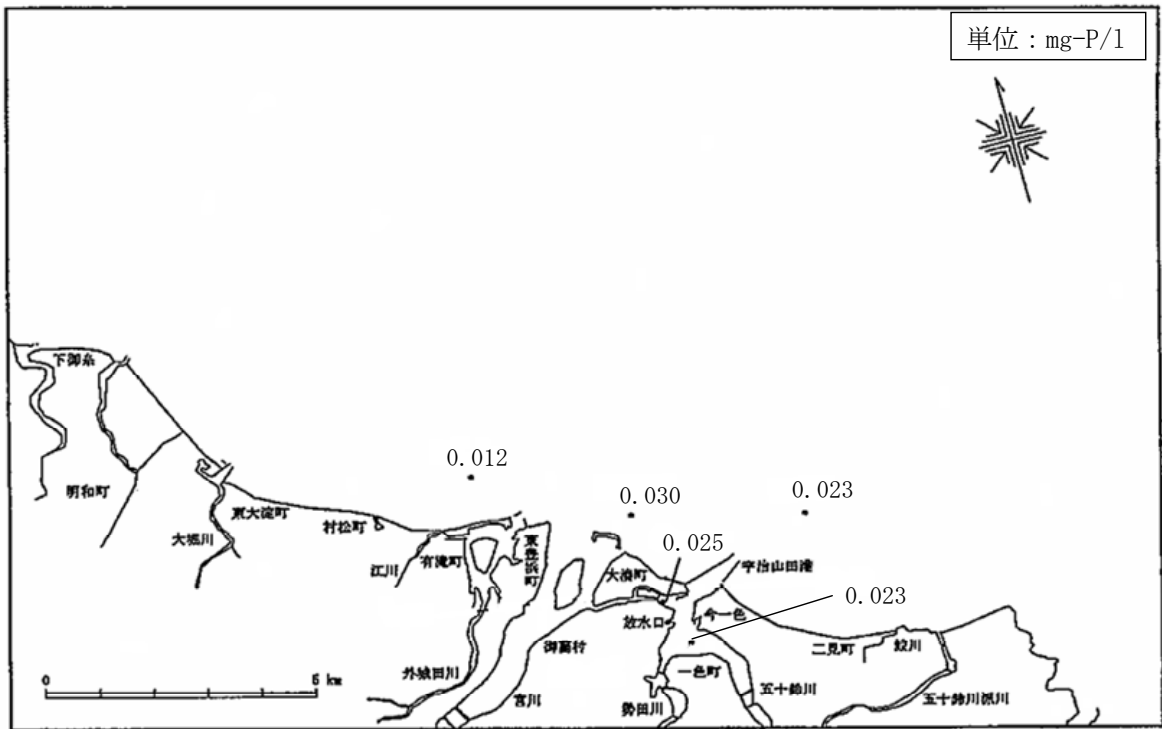 単位：mg-P/l
下御糸
0.012
0.030
0.023
明和町
東大淀町
村松町
大堀川
江川
有滝町
東豊浜町
大湊町
0.025
宇治山田港
0.023
放水口
今一色
御薗村
二見町
鮫川
外城田川
宮川
一色町
勢田川
五十鈴川
五十鈴川派川
0
6 km